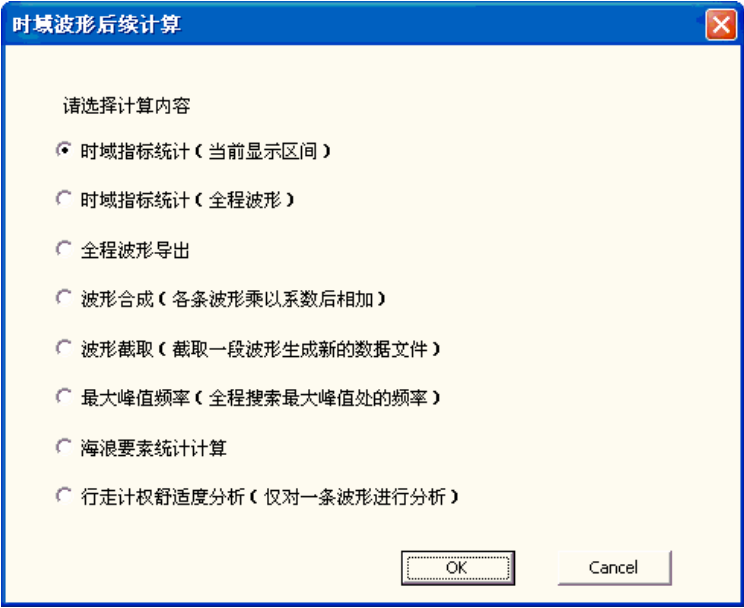 时域波形后续计算
请选择计算内容
时域指标统计(当前显示区间)
时域指标统计(全程波形)
全程波形导出
波形合成(各条波形乘以系数后相加)
波形截取(截取一段波形生成新的数据文件)
最大峰值频率(全程搜索最大峰值处的频率)
海浪要素统计计算
行走计权舒适度分析(仅对一条波形进行分析)
OK Cancel